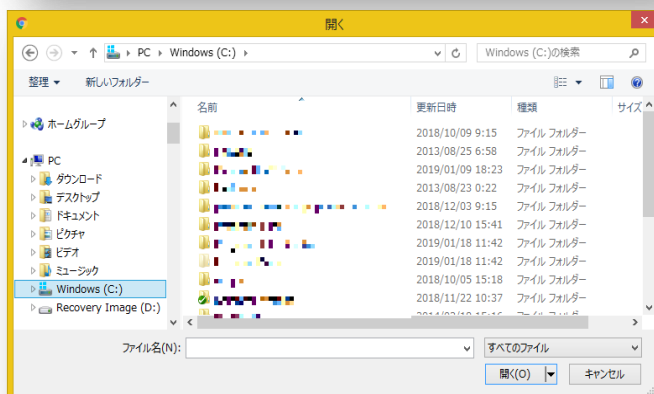 開く
PC Windows (C:) Windows (C:)の検索
整理 新しいフォルダー
名前 更新日時 種類 サイズ
ホームグループ
PC
ダウンロード
デスクトップ
ドキュメント
ピクチャ
ビデオ
ミュージック
Windows (C:)
Recovery Image (D:)
2018/10/09 9:15 ファイル フォルダー
2013/08/25 6:58 ファイル フォルダー
2019/01/09 18:23 ファイル フォルダー
2013/08/23 0:22 ファイル フォルダー
2018/12/03 9:15 ファイル フォルダー
2018/12/10 15:41 ファイル フォルダー
2019/01/18 11:42 ファイル フォルダー
2019/01/18 11:42 ファイル フォルダー
2018/10/05 15:18 ファイル フォルダー
2018/11/22 10:37 ファイル フォルダー
ファイル名(N): すべてのファイル
開く(O) キャンセル